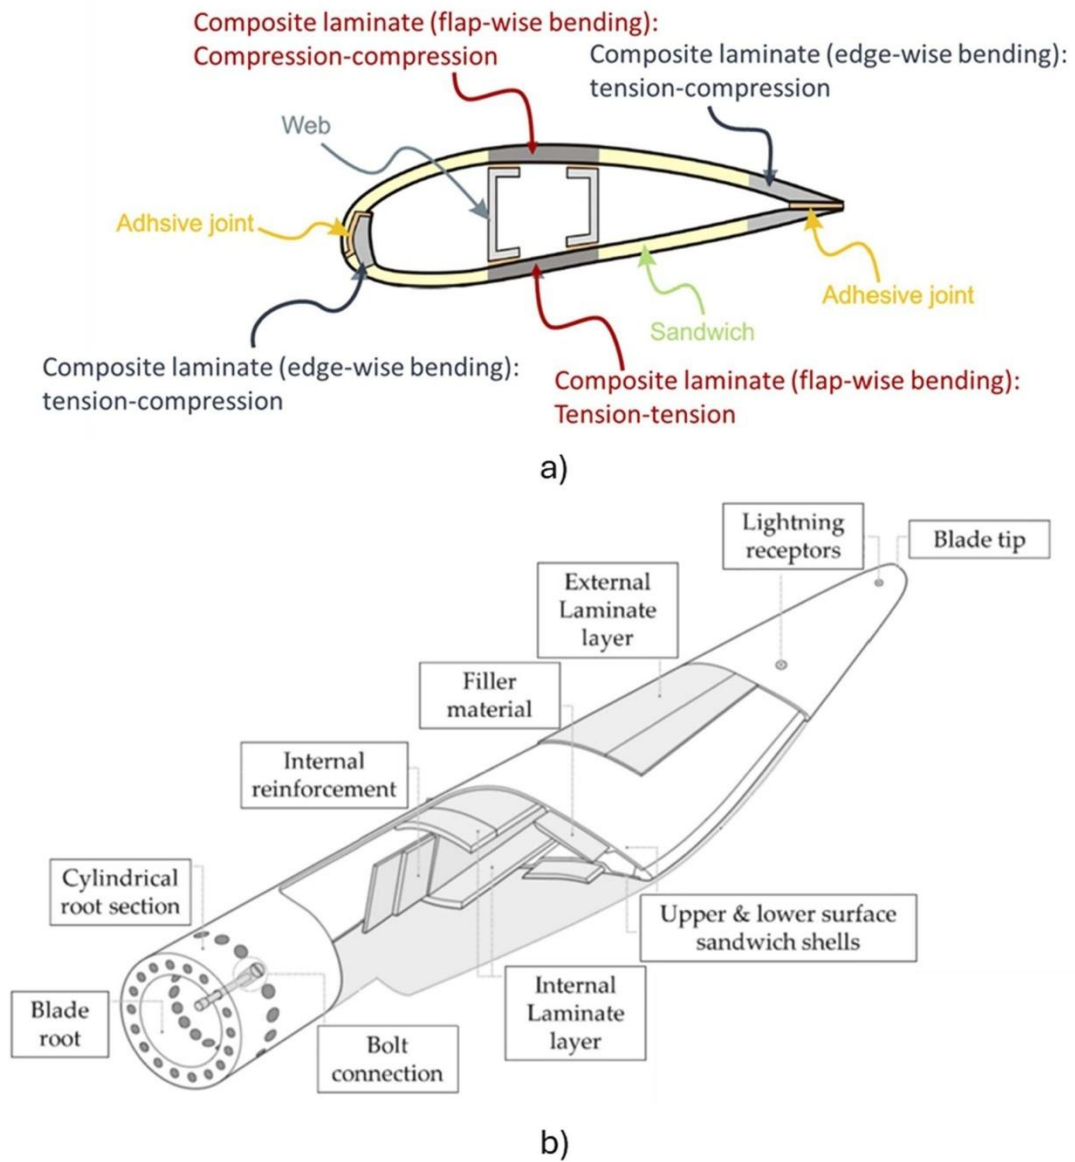 Composite laminate (flap-wise bending):
Compression-compression
Composite laminate (edge-wise bending):
tension-compression
Web
Adhsive joint
Adhesive joint
Sandwich
Composite laminate (edge-wise bending):
tension-compression
Composite laminate (flap-wise bending):
Tension-tension
a)
Lightning
receptors
Blade tip
External
Laminate
layer
Filler
material
Internal
reinforcement
Cylindrical
root section
Upper & lower surface
sandwich shells
Internal
Laminate
layer
Blade
root
Bolt
connection
b)